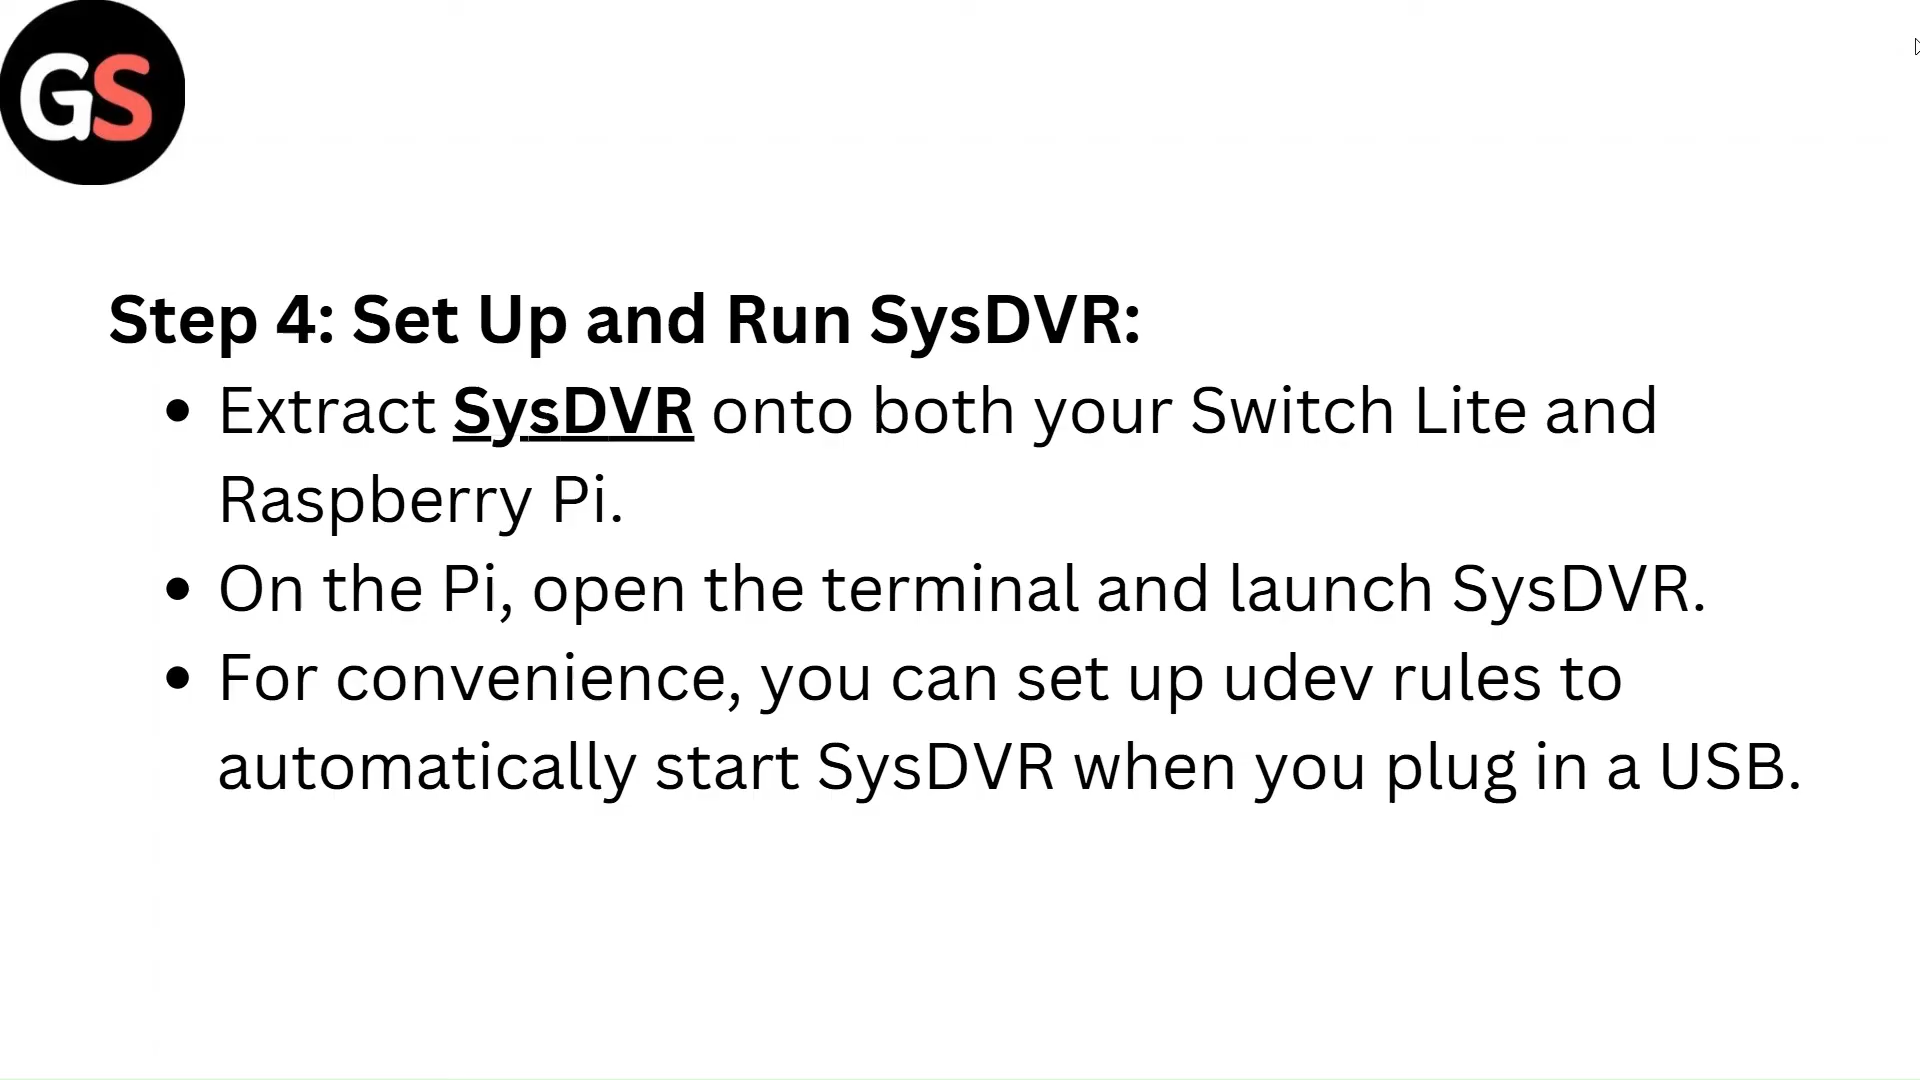 GS
Step 4: Set Up and Run SysDVR:
• Extract SysDVR onto both your Switch Lite and
Raspberry Pi.
• On the Pi, open the terminal and launch SysDVR.
• For convenience, you can set up udev rules to
automatically start SysDVR when you plug in a USB.